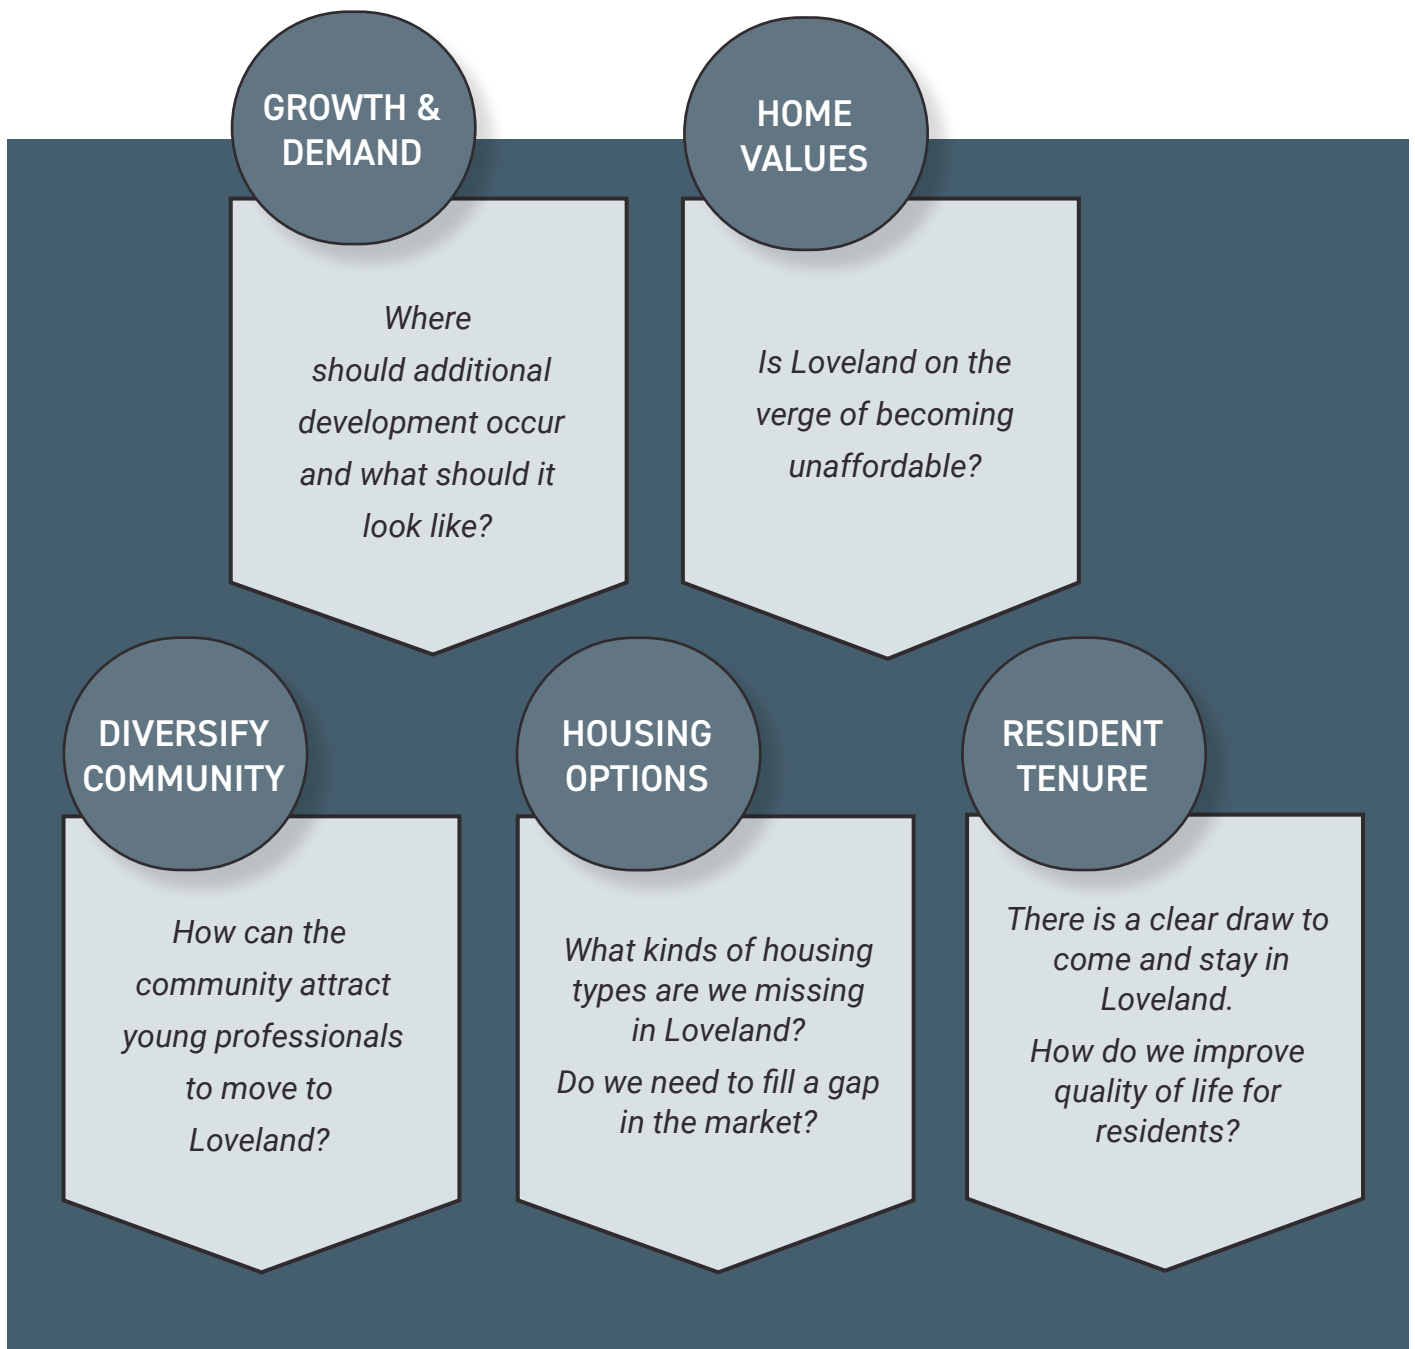 GROWTH &
DEMAND
Where
should additional
development occur
and what should it
look like?
HOME
VALUES
Is Loveland on the
verge of becoming
unaffordable?
DIVERSIFY
COMMUNITY
How can the
community attract
young professionals
to move to
Loveland?
HOUSING
OPTIONS
What kinds of housing
types are we missing
in Loveland?
Do we need to fill a gap
in the market?
RESIDENT
TENURE
There is a clear draw to
come and stay in
Loveland.
How do we improve
quality of life for
residents?